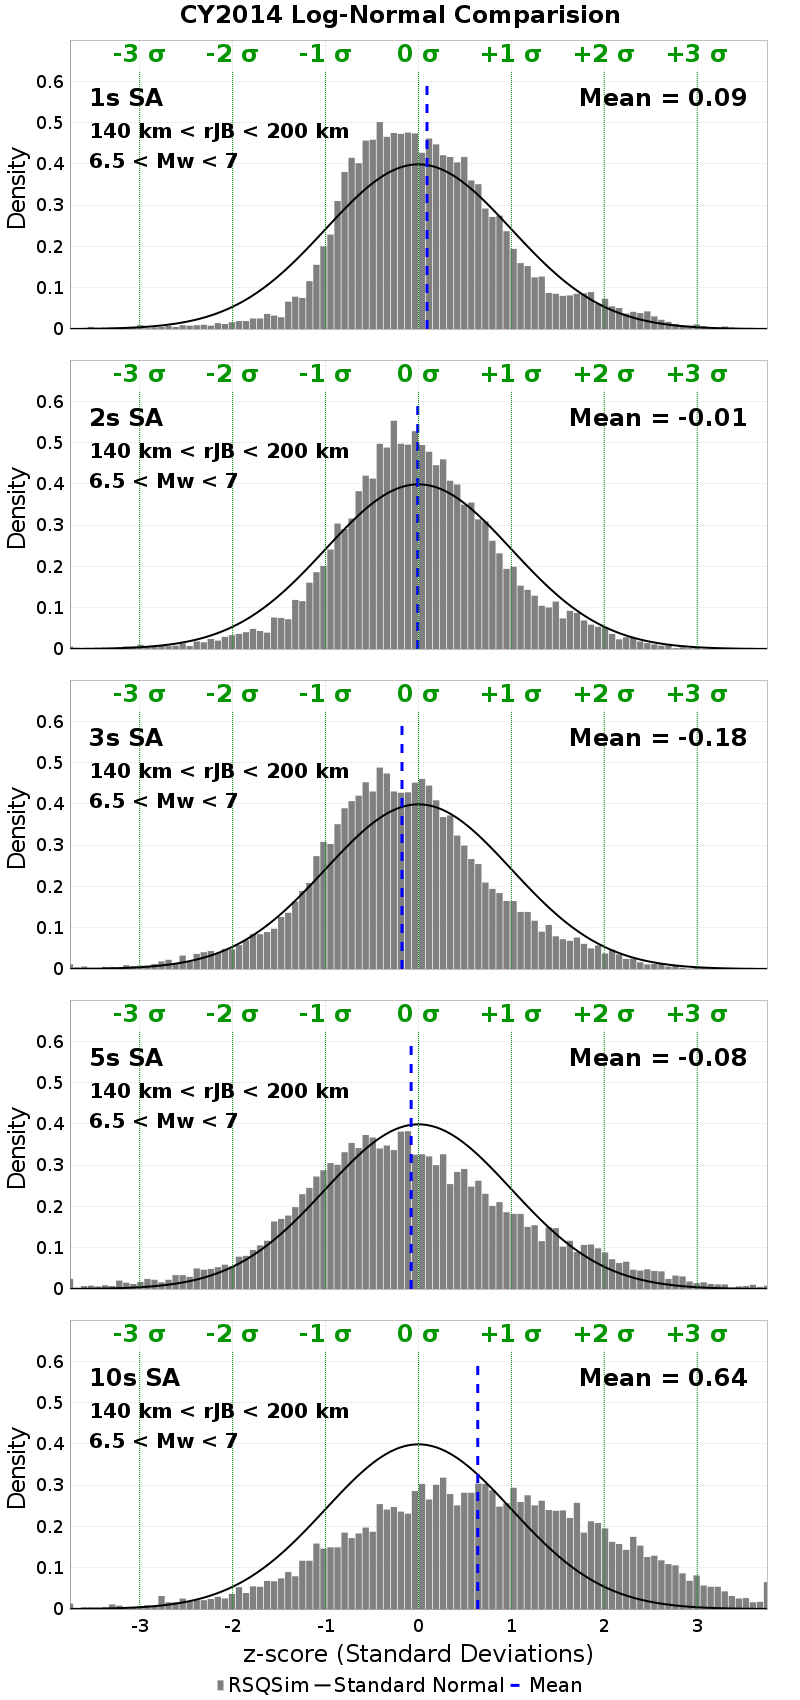 CY2014 Log-Normal Comparision
-3 σ -2 σ -1 σ 0 σ +1 σ +2 σ +3 σ
0.6
1s SA Mean = 0.09
0.5
140 km < rJB < 200 km
6.5 < Mw < 7
0.4
0.3
0.2
0.1
0
Density
-3 σ -2 σ -1 σ 0 σ +1 σ +2 σ +3 σ
0.6
2s SA Mean = -0.01
0.5
140 km < rJB < 200 km
6.5 < Mw < 7
0.4
0.3
0.2
0.1
0
Density
-3 σ -2 σ -1 σ 0 σ +1 σ +2 σ +3 σ
0.6
3s SA Mean = -0.18
0.5
140 km < rJB < 200 km
6.5 < Mw < 7
0.4
0.3
0.2
0.1
0
Density
-3 σ -2 σ -1 σ 0 σ +1 σ +2 σ +3 σ
0.6
5s SA Mean = -0.08
0.5
140 km < rJB < 200 km
6.5 < Mw < 7
0.4
0.3
0.2
0.1
0
Density
-3 σ -2 σ -1 σ 0 σ +1 σ +2 σ +3 σ
0.6
10s SA Mean = 0.64
0.5
140 km < rJB < 200 km
6.5 < Mw < 7
0.4
0.3
0.2
0.1
0
Density
-3 -2 -1 0 1 2 3
z-score (Standard Deviations)
RSQSim Standard Normal Mean